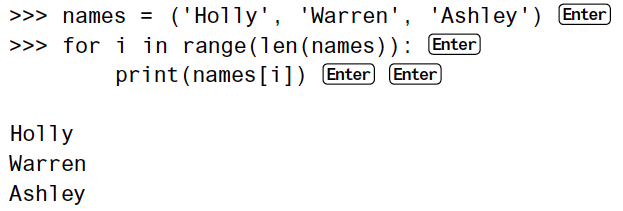 >>> names = ('Holly', 'Warren', 'Ashley') Enter
>>> for i in range(len(names)): Enter
        print(names[i]) Enter Enter

Holly
Warren
Ashley